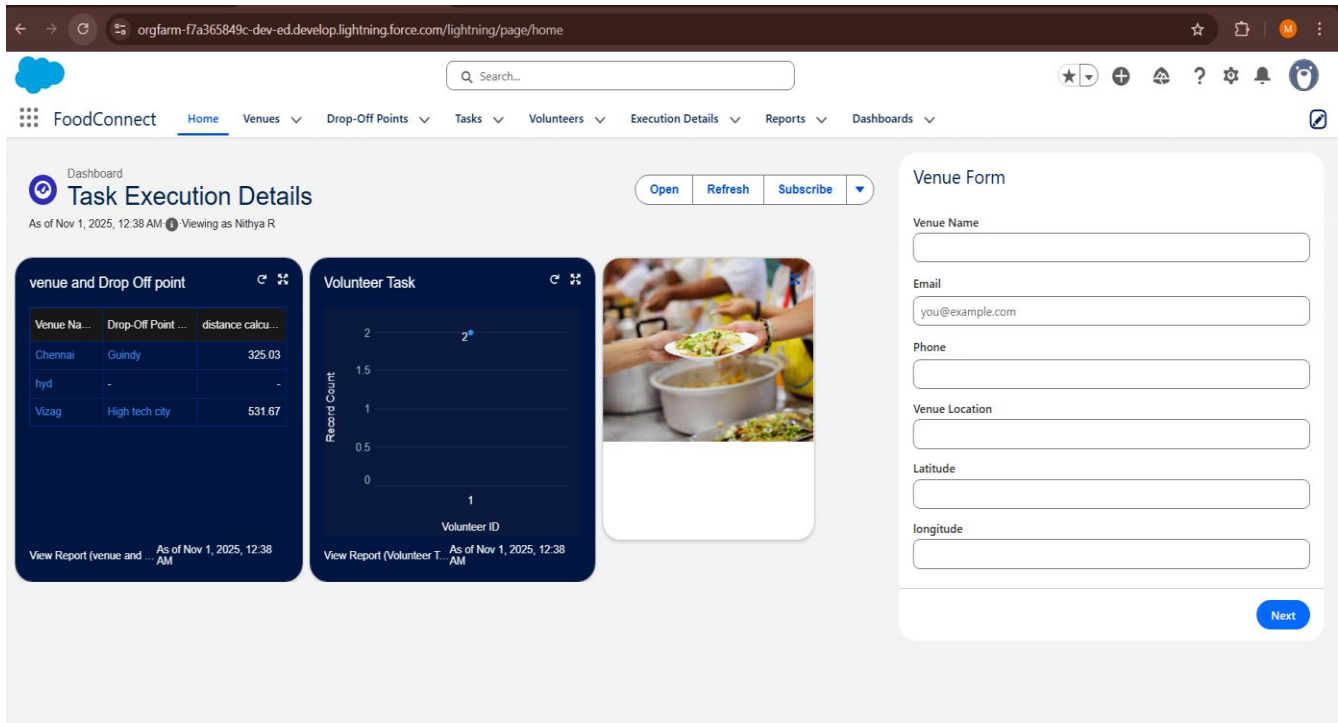 orgfarm-f7a365849c-dev-ed.develop.lightning.force.com/lightning/page/home
M
Search...
FoodConnect Home Venues Drop-Off Points Tasks Volunteers Execution Details Reports Dashboards
Dashboard
Task Execution Details
As of Nov 1, 2025, 12:38 AM Viewing as Nithya R
Open Refresh Subscribe
venue and Drop Off point
Venue Na... Drop-Off Point ... distance calcu...
Chennai Guindy 325.03
hyd - -
Vizag High tech city 531.67
View Report (venue and ... As of Nov 1, 2025, 12:38 AM
Volunteer Task
2
2
1.5
1
0.5
0
Record Count
1
Volunteer ID
View Report (Volunteer T... As of Nov 1, 2025, 12:38 AM
Venue Form
Venue Name
Email
you@example.com
Phone
Venue Location
Latitude
longitude
Next